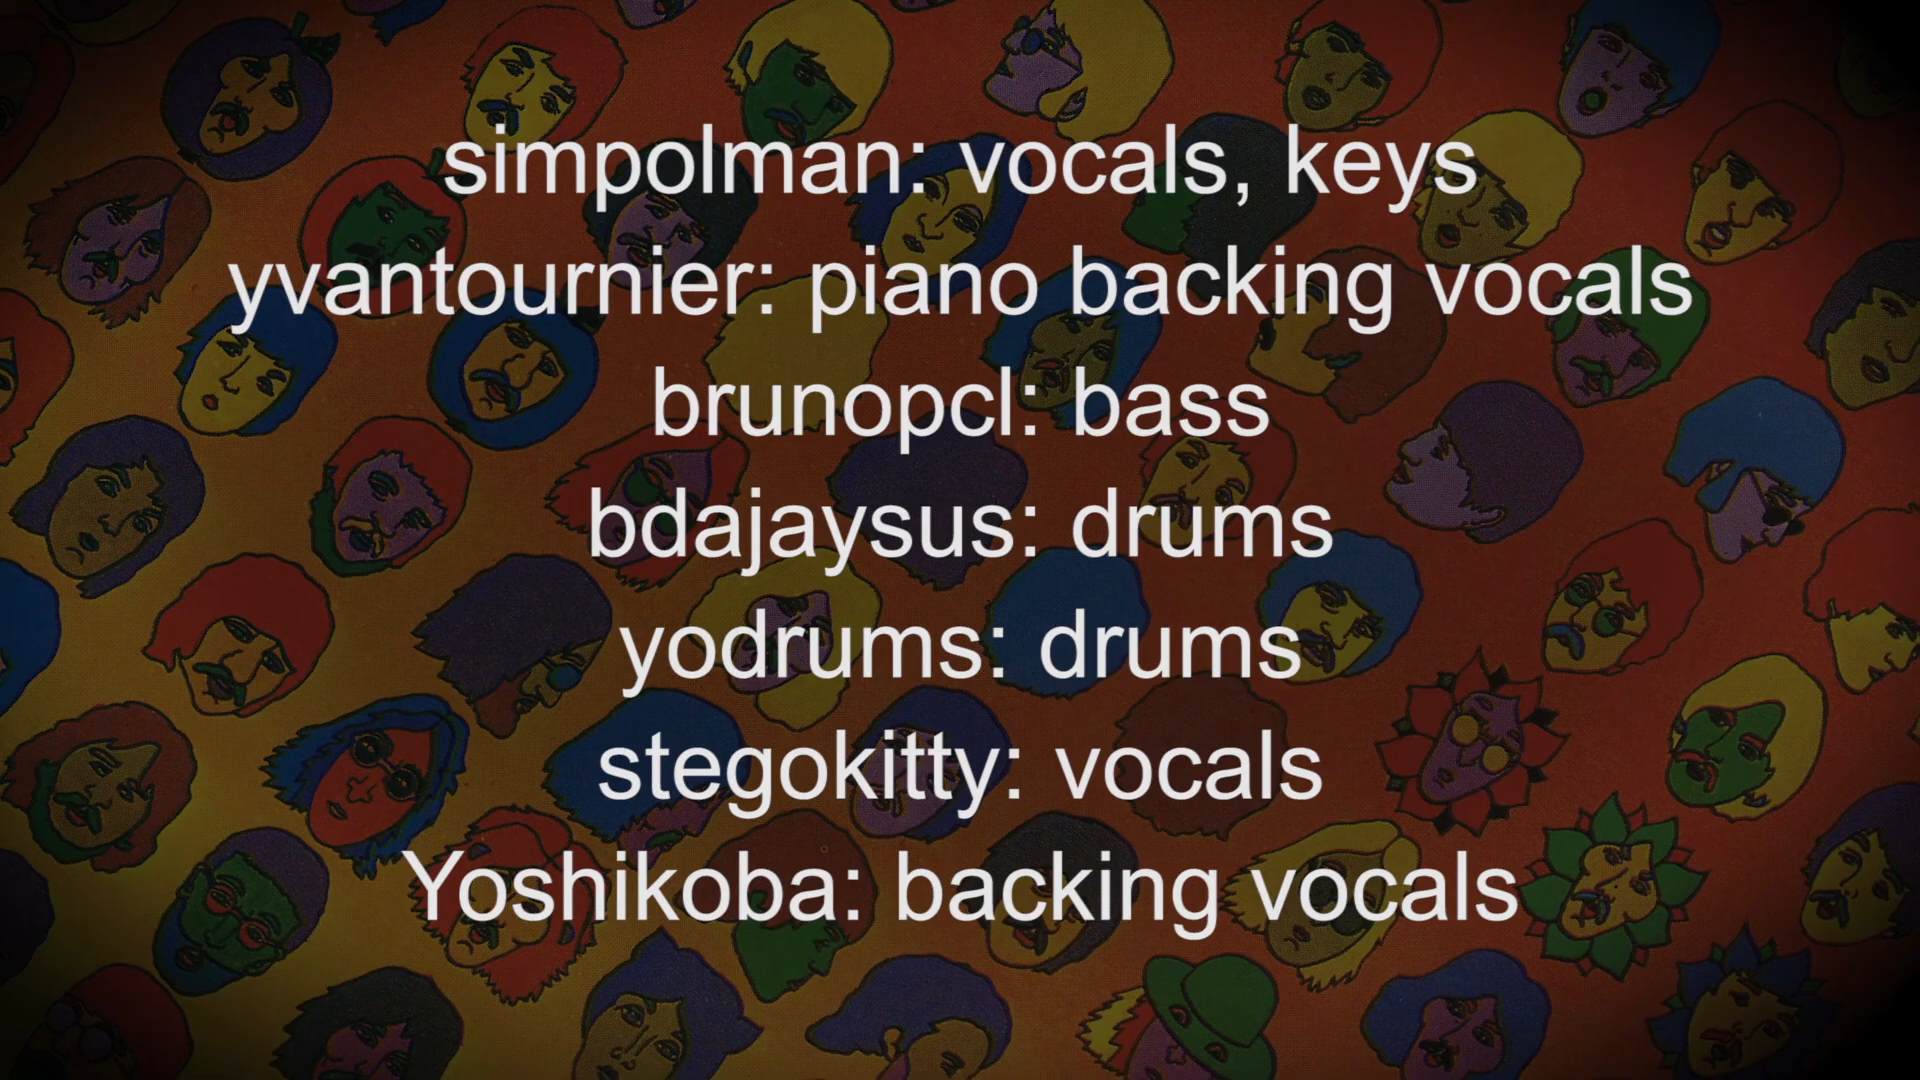 simpolman: vocals, keys
yvantournier: piano backing vocals
brunopcl: bass
bdajaysus: drums
yodrums: drums
stegokitty: vocals
Yoshikoba: backing vocals